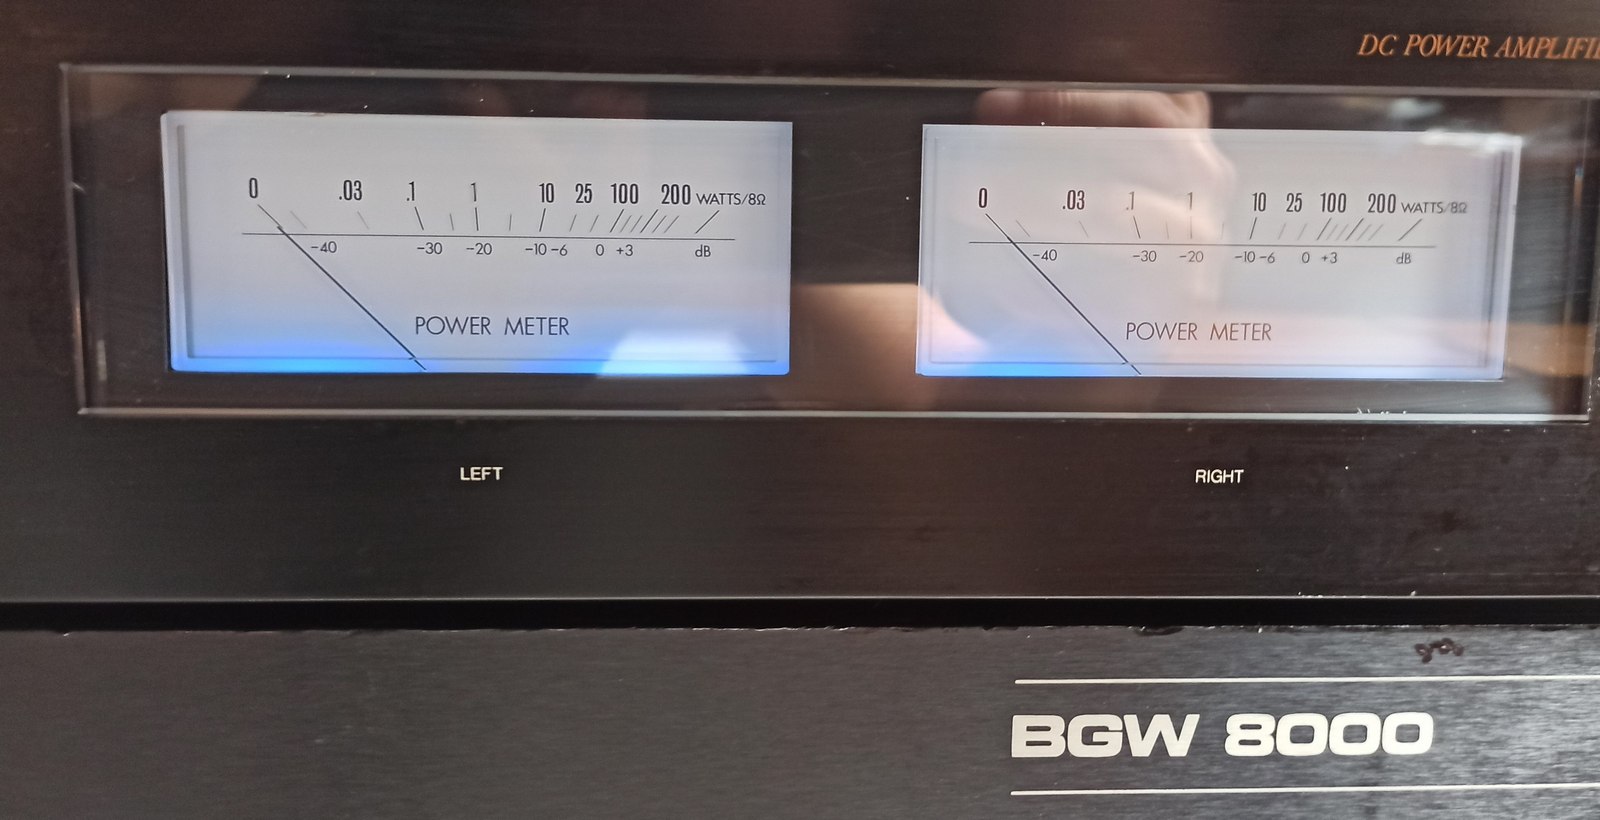 DC POWER AMPLIFI
0 .03 .1 1 10 25 100 200 WATTS/8Ω
-40 -30 -20 -10 -6 0 +3 dB
POWER METER
0 .03 .1 1 10 25 100 200 WATTS/8Ω
-40 -30 -20 -10 -6 0 +3 dB
POWER METER
LEFT
RIGHT
BGW 8000